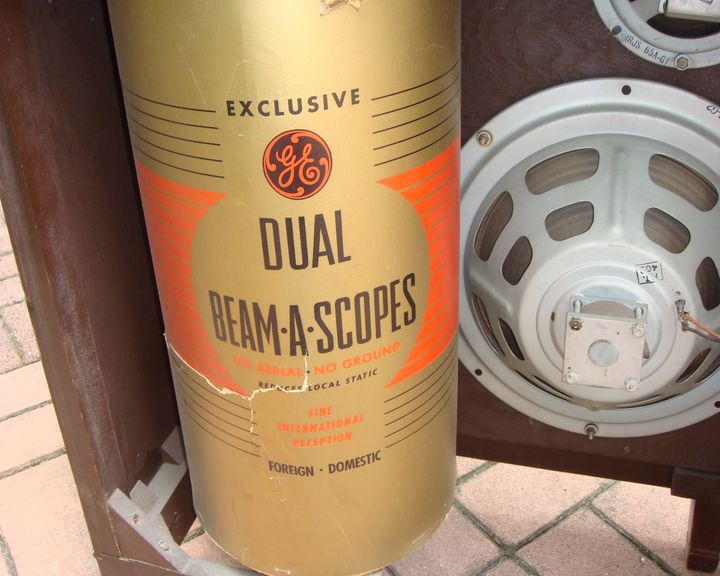 EXCLUSIVE
GE
DUAL
BEAM·A·SCOPES
NO AERIAL · NO GROUND
REDUCES LOCAL STATIC
FINE
INTERNATIONAL
RECEPTION
FOREIGN · DOMESTIC